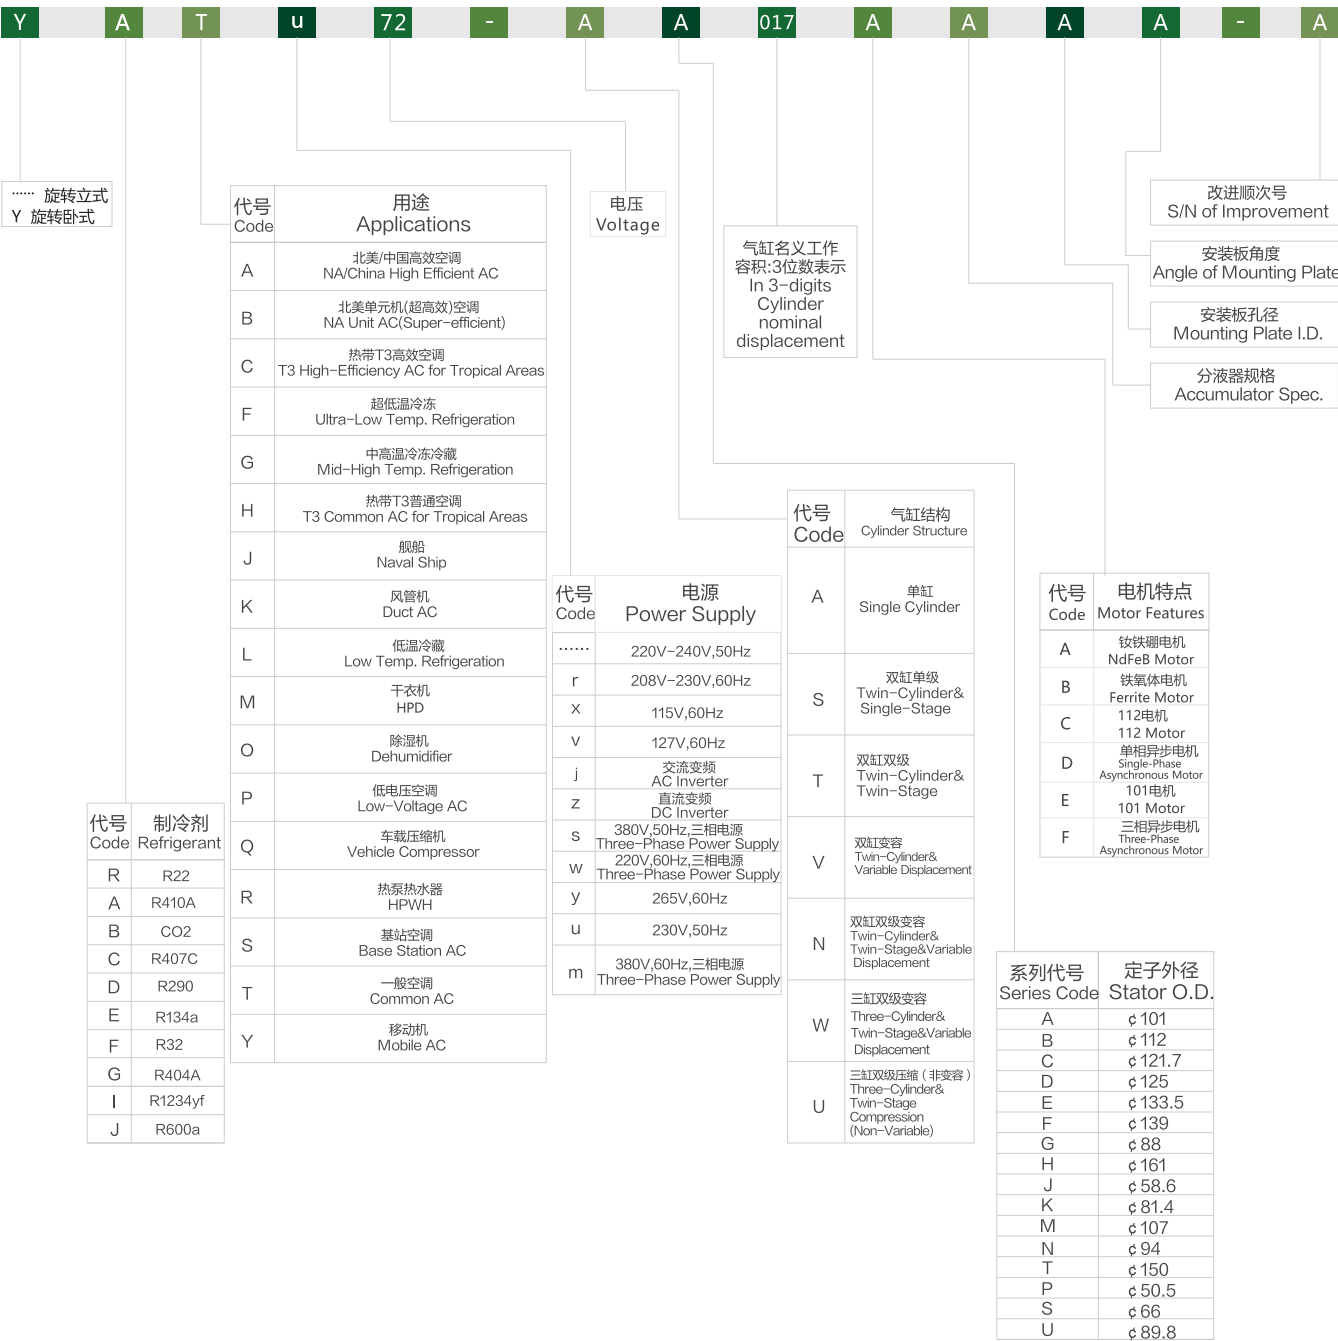 Y A T u 72 - A A 017 A A A A - A
…… 旋转立式
Y 旋转卧式
代号
Code
用途
Applications
A
北美/中国高效空调
NA/China High Efficient AC
B
北美单元机(超高效)空调
NA Unit AC(Super-efficient)
C
热带T3高效空调
T3 High-Efficiency AC for Tropical Areas
F
超低温冷冻
Ultra-Low Temp. Refrigeration
G
中高温冷冻冷藏
Mid-High Temp. Refrigeration
H
热带T3普通空调
T3 Common AC for Tropical Areas
J
舰船
Naval Ship
K
风管机
Duct AC
L
低温冷藏
Low Temp. Refrigeration
M
干衣机
HPD
O
除湿机
Dehumidifier
P
低电压空调
Low-Voltage AC
Q
车载压缩机
Vehicle Compressor
R
热泵热水器
HPWH
S
基站空调
Base Station AC
T
一般空调
Common AC
Y
移动机
Mobile AC
代号
Code
制冷剂
Refrigerant
R R22
A R410A
B CO2
C R407C
D R290
E R134a
F R32
G R404A
I R1234yf
J R600a
电压
Voltage
代号
Code
电源
Power Supply
…… 220V-240V,50Hz
r 208V-230V,60Hz
x 115V,60Hz
v 127V,60Hz
j
交流变频
AC Inverter
z
直流变频
DC Inverter
s
380V,50Hz,三相电源
Three-Phase Power Supply
w
220V,60Hz,三相电源
Three-Phase Power Supply
y 265V,60Hz
u 230V,50Hz
m
380V,60Hz,三相电源
Three-Phase Power Supply
气缸名义工作
容积:3位数表示
In 3-digits
Cylinder
nominal
displacement
代号
Code
气缸结构
Cylinder Structure
A
单缸
Single Cylinder
S
双缸单级
Twin-Cylinder&
Single-Stage
T
双缸双级
Twin-Cylinder&
Twin-Stage
V
双缸变容
Twin-Cylinder&
Variable Displacement
N
双缸双级变容
Twin-Cylinder&
Twin-Stage&Variable
Displacement
W
三缸双级变容
Three-Cylinder&
Twin-Stage&Variable
Displacement
U
三缸双级压缩（非变容）
Three-Cylinder&
Twin-Stage
Compression
(Non-Variable)
改进顺次号
S/N of Improvement
安装板角度
Angle of Mounting Plate
安装板孔径
Mounting Plate I.D.
分液器规格
Accumulator Spec.
代号
Code
电机特点
Motor Features
A
钕铁硼电机
NdFeB Motor
B
铁氧体电机
Ferrite Motor
C
112电机
112 Motor
D
单相异步电机
Single-Phase
Asynchronous Motor
E
101电机
101 Motor
F
三相异步电机
Three-Phase
Asynchronous Motor
系列代号
Series Code
定子外径
Stator O.D.
A ¢101
B ¢112
C ¢121.7
D ¢125
E ¢133.5
F ¢139
G ¢88
H ¢161
J ¢58.6
K ¢81.4
M ¢107
N ¢94
T ¢150
P ¢50.5
S ¢66
U ¢89.8